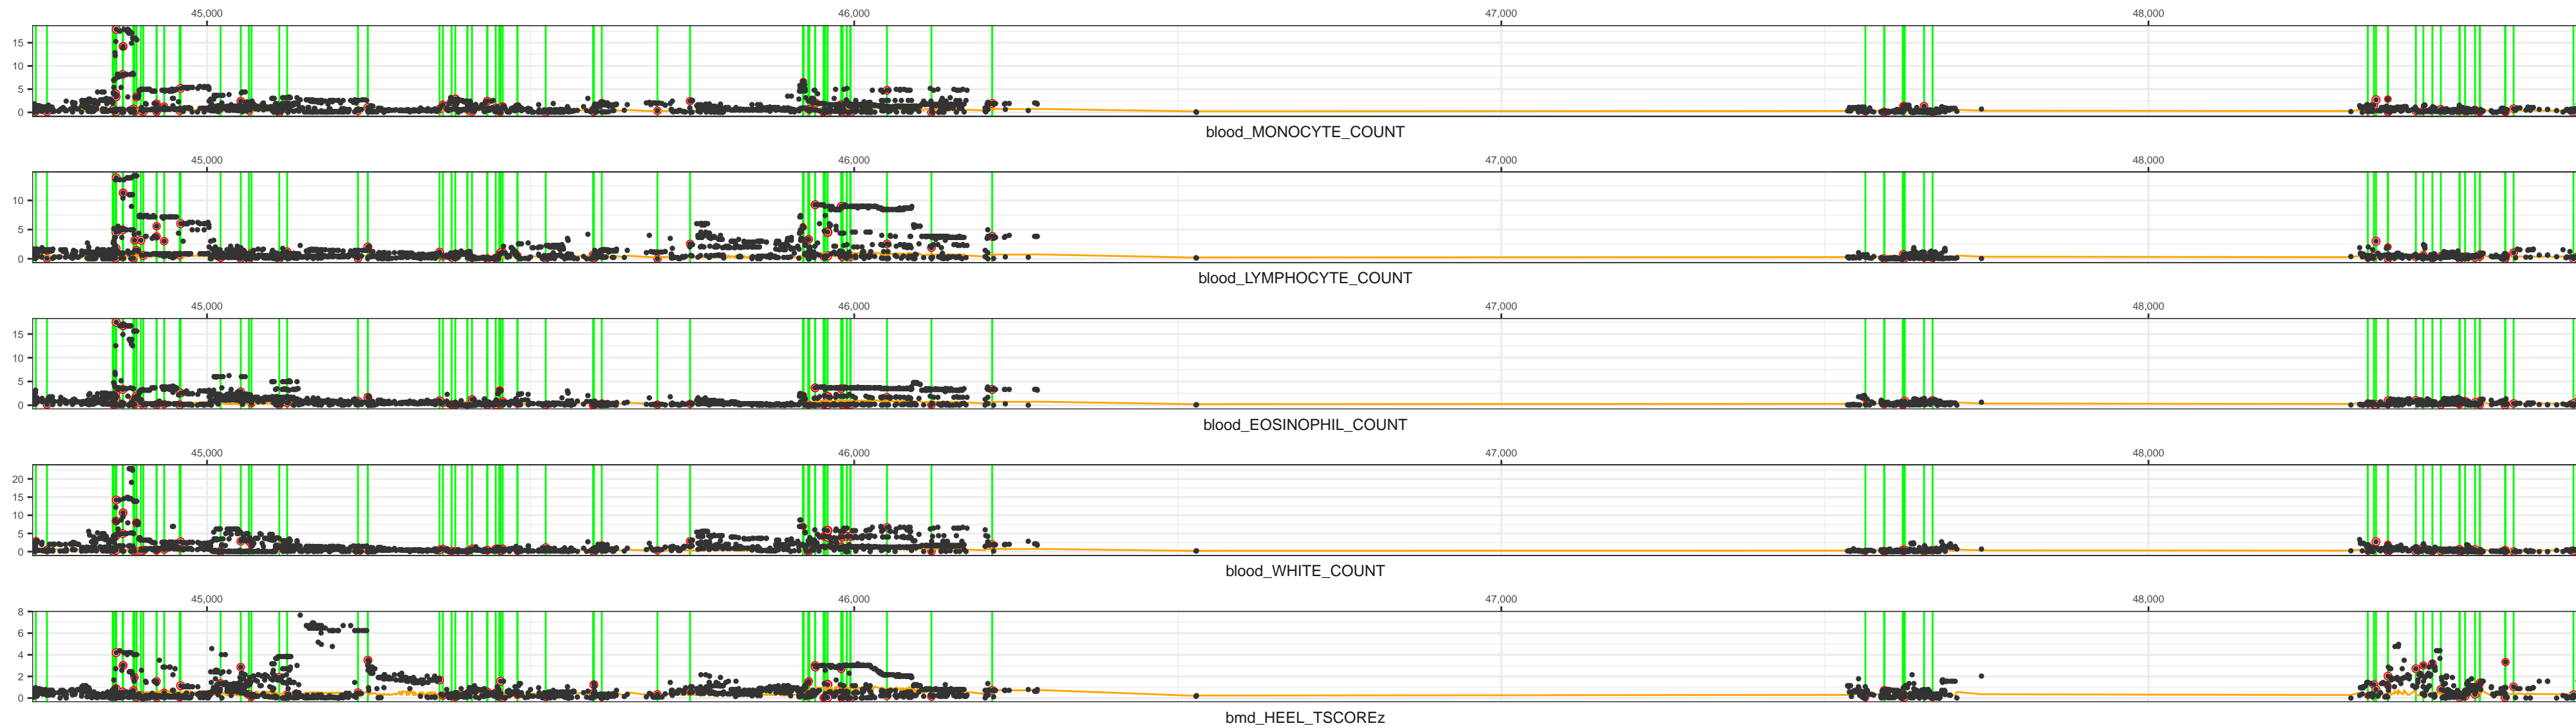 45,000 46,000 47,000 48,000
15
10
5
0
blood_MONOCYTE_COUNT
45,000 46,000 47,000 48,000
10
5
0
blood_LYMPHOCYTE_COUNT
45,000 46,000 47,000 48,000
15
10
5
0
blood_EOSINOPHIL_COUNT
45,000 46,000 47,000 48,000
20
15
10
5
0
blood_WHITE_COUNT
45,000 46,000 47,000 48,000
8
6
4
2
0
bmd_HEEL_TSCOREz